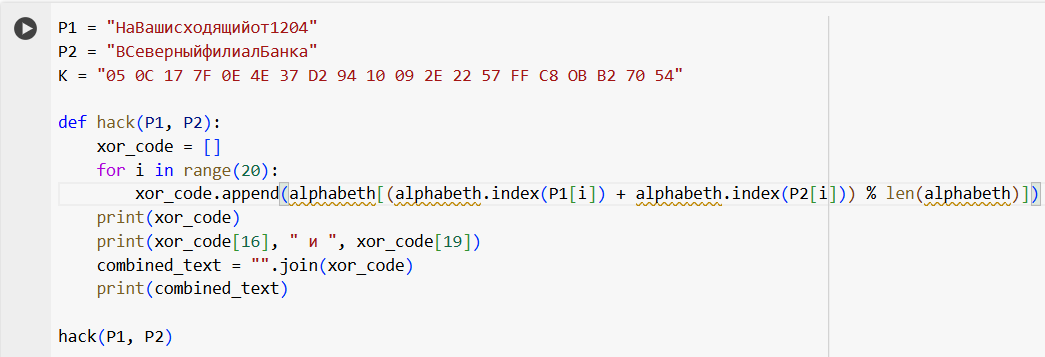 P1 = "НаВашисходящийот1204"
P2 = "ВСеверныйфилиалБанка"
K = "05 0C 17 7F 0E 4E 37 D2 94 10 09 2E 22 57 FF C8 OB B2 70 54"
def hack(P1, P2):
    xor_code = []
    for i in range(20):
        xor_code.append(alphabeth[(alphabeth.index(P1[i]) + alphabeth.index(P2[i])) % len(alphabeth)])
    print(xor_code)
    print(xor_code[16], " и ", xor_code[19])
    combined_text = "".join(xor_code)
    print(combined_text)
hack(P1, P2)